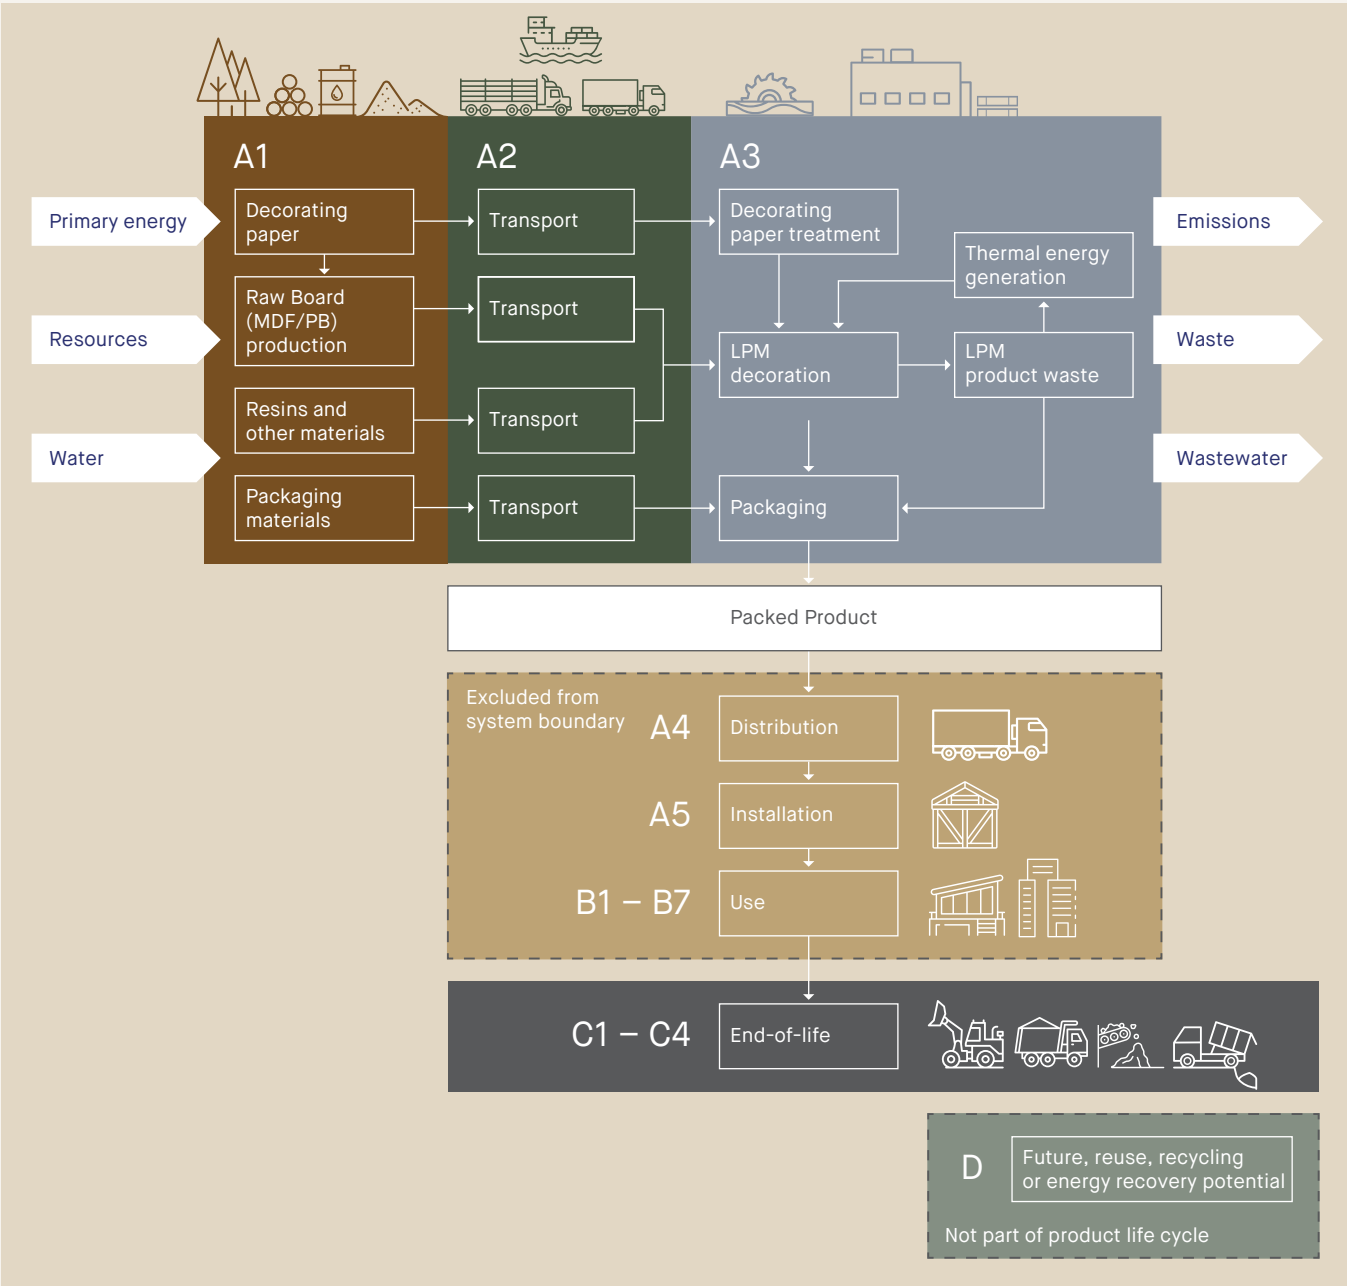 A1
A2
A3
Primary energy
Decorating
paper
Transport
Decorating
paper treatment
Emissions
Thermal energy
generation
Raw Board
(MDF/PB)
production
Transport
Resources
LPM
decoration
LPM
product waste
Waste
Resins and
other materials
Transport
Water
Wastewater
Packaging
materials
Transport
Packaging
Packed Product
Excluded from
system boundary
A4
Distribution
A5
Installation
B1 – B7
Use
C1 – C4
End-of-life
D
Future, reuse, recycling
or energy recovery potential
Not part of product life cycle